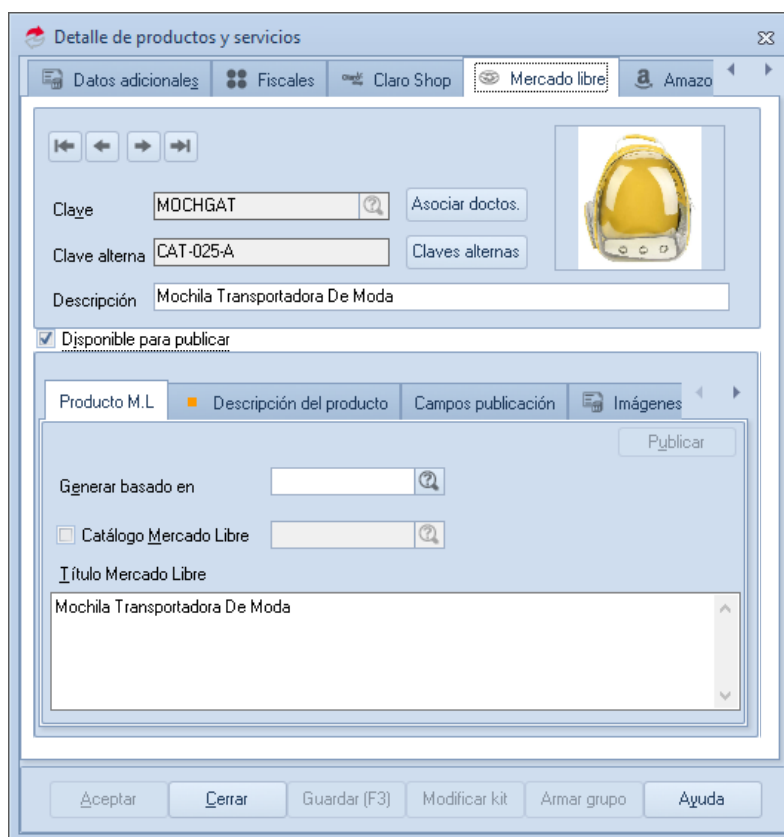 Detalle de productos y servicios
Datos adicionales Fiscales Claro Shop Mercado libre Amazo
Clave MOCHGAT Asociar doctos.
Clave alterna CAT-025-A Claves alternas
Descripción Mochila Transportadora De Moda
Disponible para publicar
Producto M.L Descripción del producto Campos publicación Imágenes
Publicar
Generar basado en
Catálogo Mercado Libre
Título Mercado Libre
Mochila Transportadora De Moda
Aceptar Cerrar Guardar (F3) Modificar kit Armar grupo Ayuda